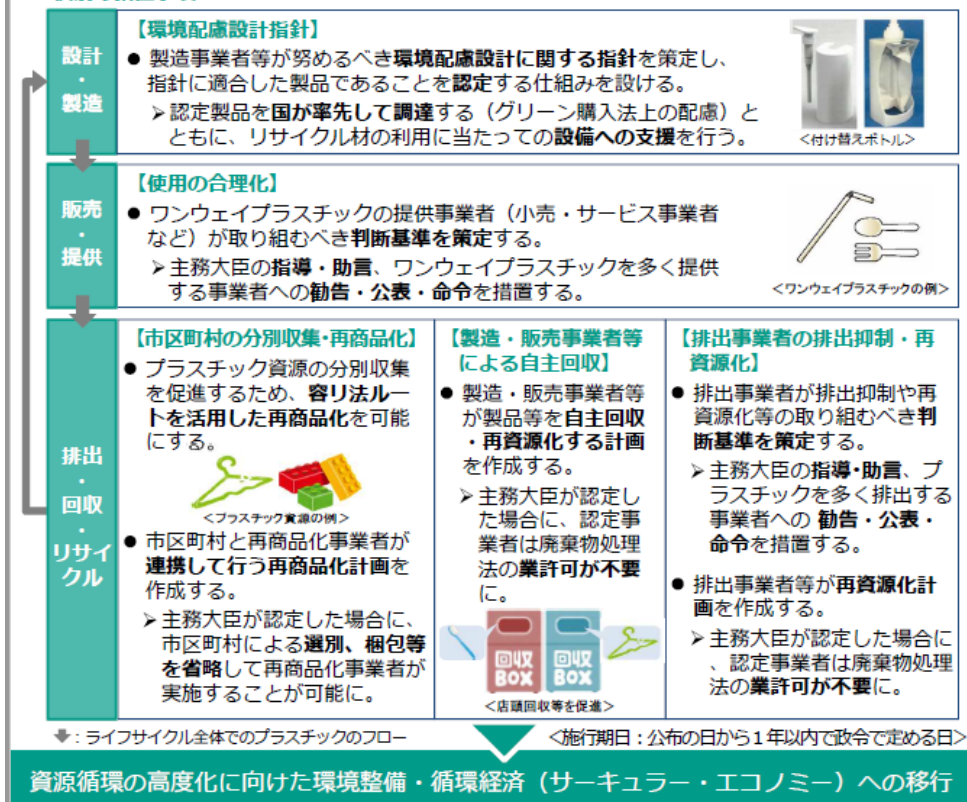 【環境配慮設計指針】
設計
・
製造
● 製造事業者等が努めるべき環境配慮設計に関する指針を策定し、
指針に適合した製品であることを認定する仕組みを設ける。
➢認定製品を国が率先して調達する（グリーン購入法上の配慮）と
ともに、リサイクル材の利用に当たっての設備への支援を行う。
<付け替えボトル>
【使用の合理化】
販売
・
提供
● ワンウェイプラスチックの提供事業者（小売・サービス事業者
など）が取り組むべき判断基準を策定する。
➢主務大臣の指導・助言、ワンウェイプラスチックを多く提供
する事業者への勧告・公表・命令を措置する。
<ワンウェイプラスチックの例>
排出
・
回収
・
リサイ
クル
【市区町村の分別収集・再商品化】
● プラスチック資源の分別収集
を促進するため、容リ法ルー
トを活用した再商品化を可能
にする。
<プラスチック資源の例>
● 市区町村と再商品化事業者が
連携して行う再商品化計画を
作成する。
➢主務大臣が認定した場合に、
市区町村による選別、梱包等
を省略して再商品化事業者が
実施することが可能に。
【製造・販売事業者等
による自主回収】
● 製造・販売事業者等
が製品等を自主回収
・再資源化する計画
を作成する。
➢主務大臣が認定し
た場合に、認定事
業者は廃棄物処理
法の業許可が不要
に。
回収
BOX
回収
BOX
<店頭回収等を促進>
【排出事業者の排出抑制・再
資源化】
● 排出事業者が排出抑制や再
資源化等の取り組むべき判
断基準を策定する。
➢主務大臣の指導・助言、プ
ラスチックを多く排出する
事業者への 勧告・公表・
命令を措置する。
● 排出事業者等が再資源化計
画を作成する。
➢主務大臣が認定した場合に
、認定事業者は廃棄物処理
法の業許可が不要に。
：ライフサイクル全体でのプラスチックのフロー
<施行期日：公布の日から１年以内で政令で定める日>
資源循環の高度化に向けた環境整備・循環経済（サーキュラー・エコノミー）への移行